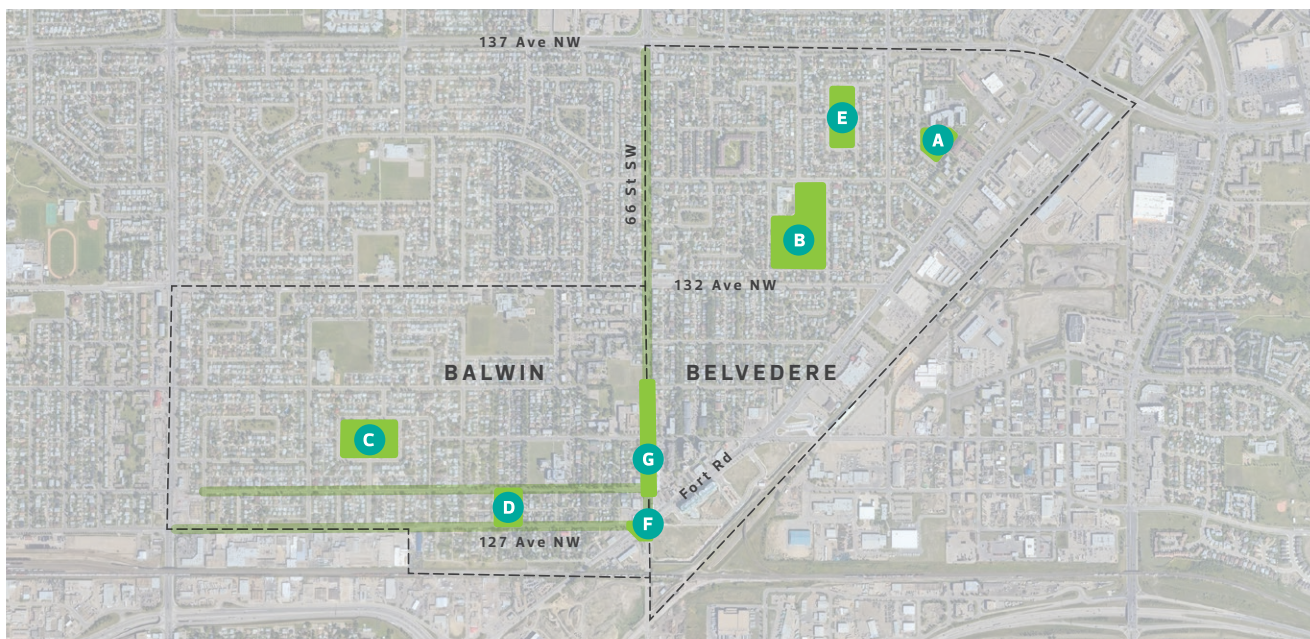 137 Ave NW
E
A
66 St SW
B
132 Ave NW
BALWIN
BELVEDERE
C
G
Fort Rd
D
F
127 Ave NW